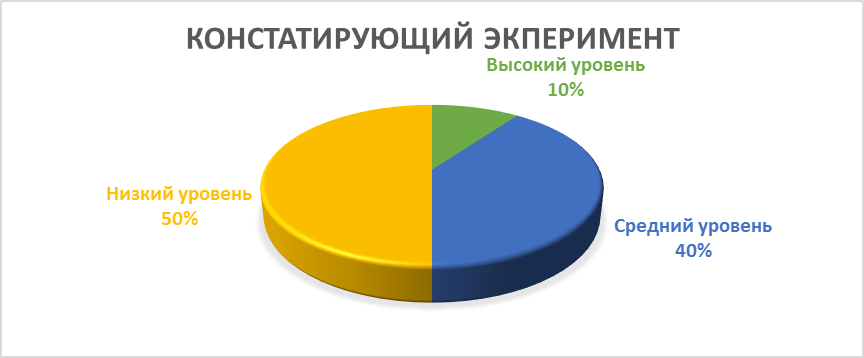 КОНСТАТИРУЮЩИЙ ЭКПЕРИМЕНТ
Высокий уровень
10%
Низкий уровень
50%
Средний уровень
40%